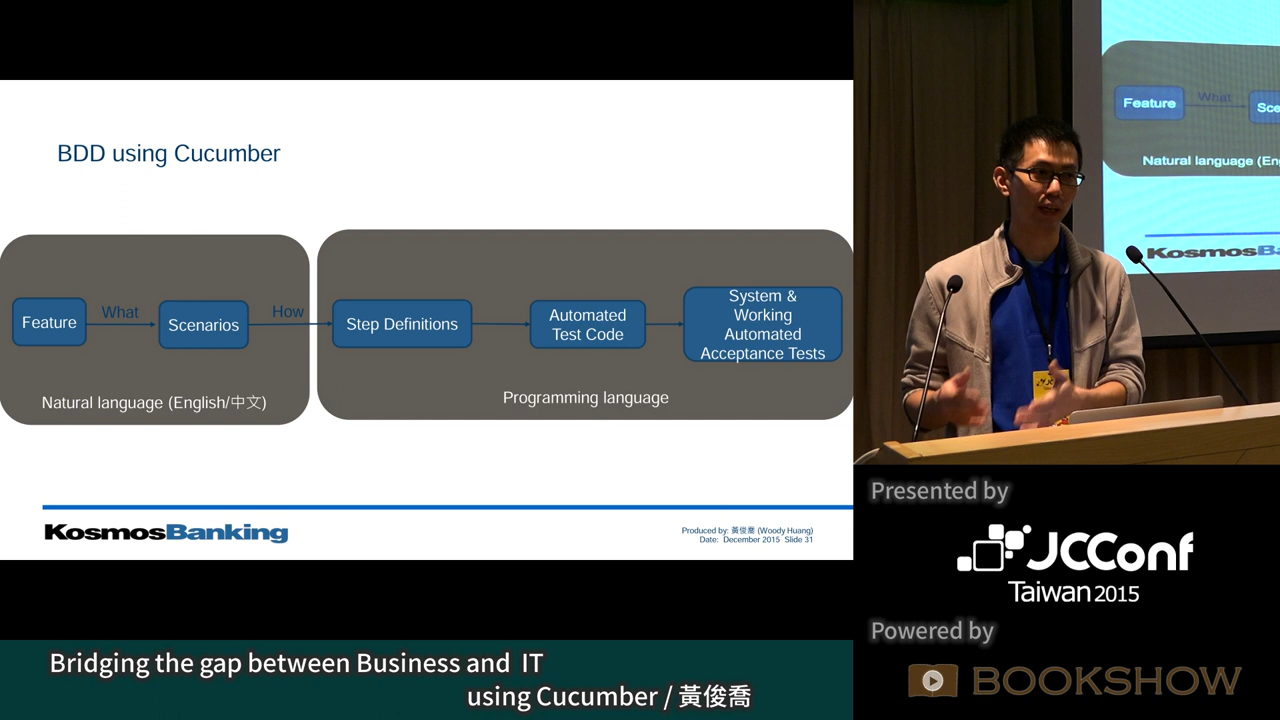 BDD using Cucumber
Feature
What
Scenarios
How
Step Definitions
Automated
Test Code
System &
Working
Automated
Acceptance Tests
Natural language (English/中文)
Programming language
KosmosBanking
Produced by: 黃俊喬 (Woody Huang)
Date: December 2015 Slide 31
Feature
What
Sce
Natural language (En
KosmosBa
Presented by
JCConf
Taiwan 2015
Powered by
BOOKSHOW
Bridging the gap between Business and IT
using Cucumber / 黃俊喬